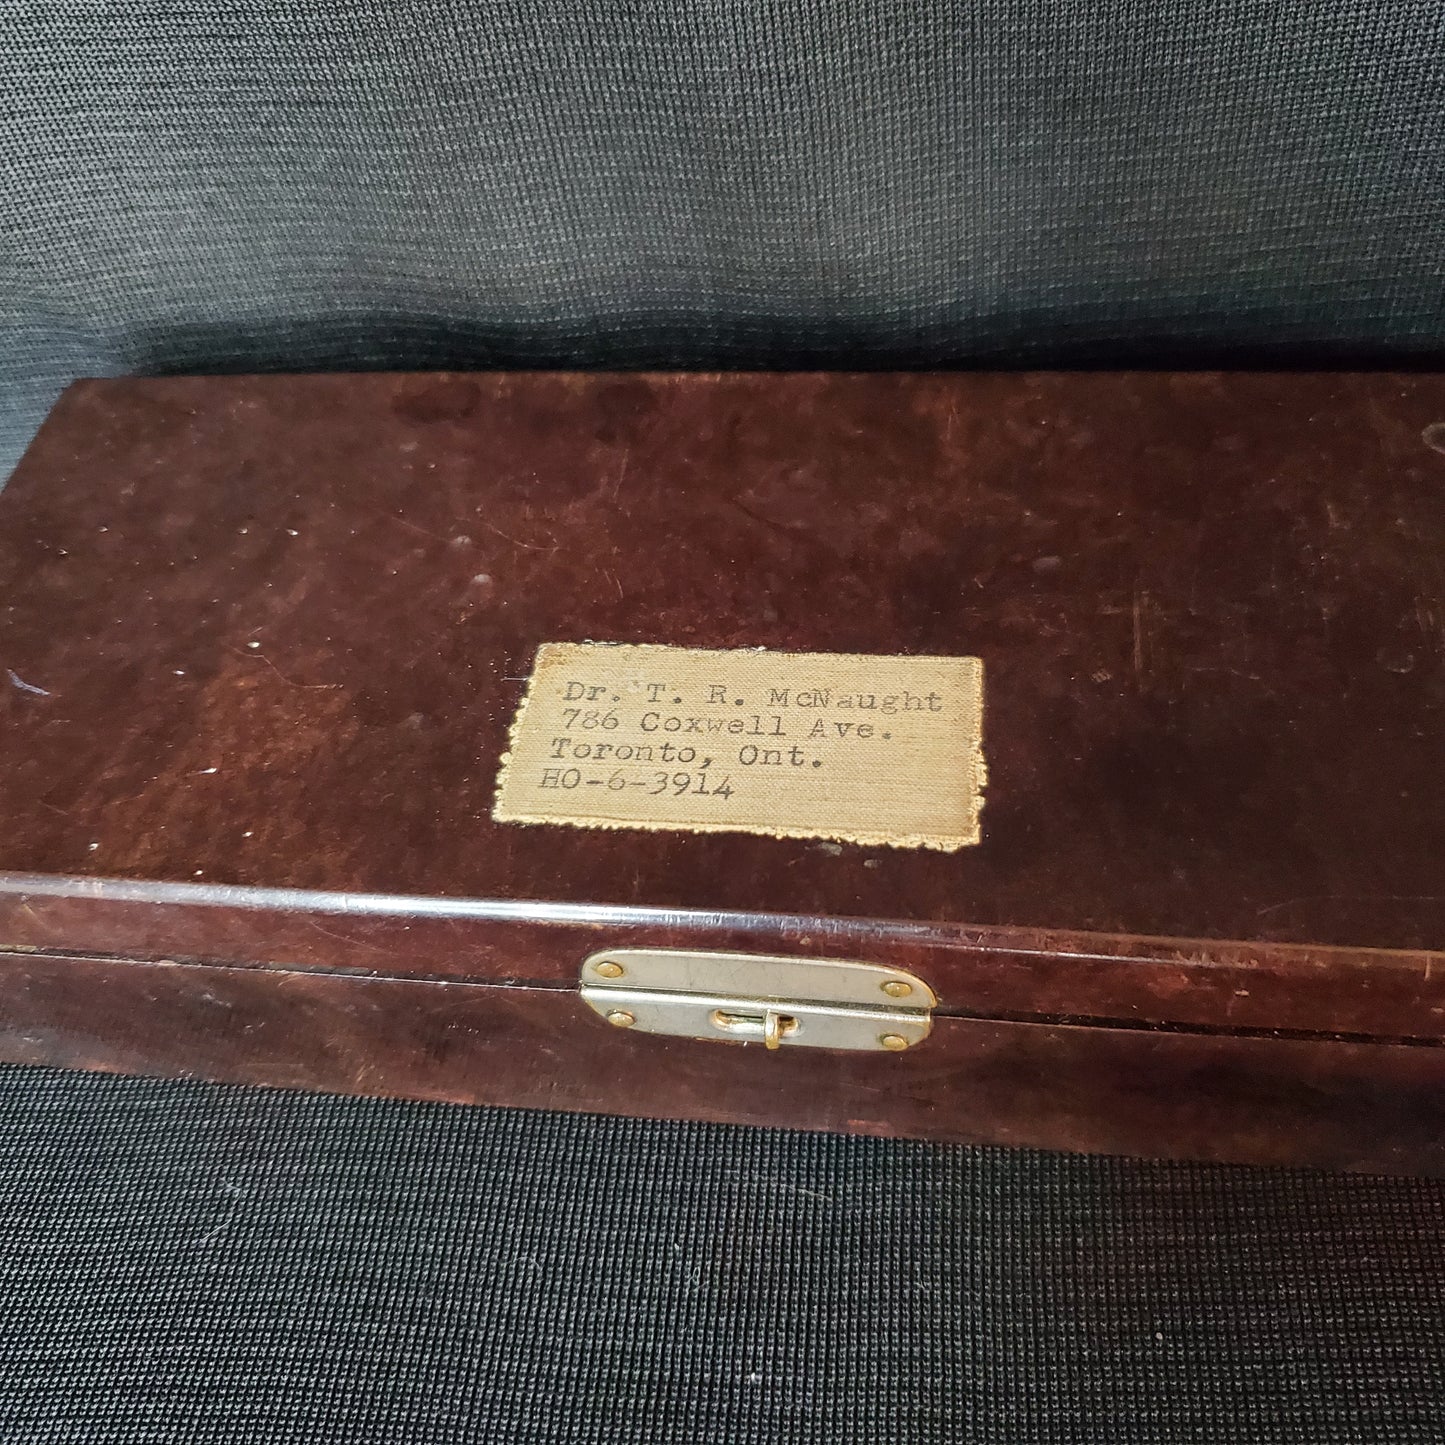 Dr. T. R. McNaught
786 Coxwell Ave.
Toronto, Ont.
HO-6-3914